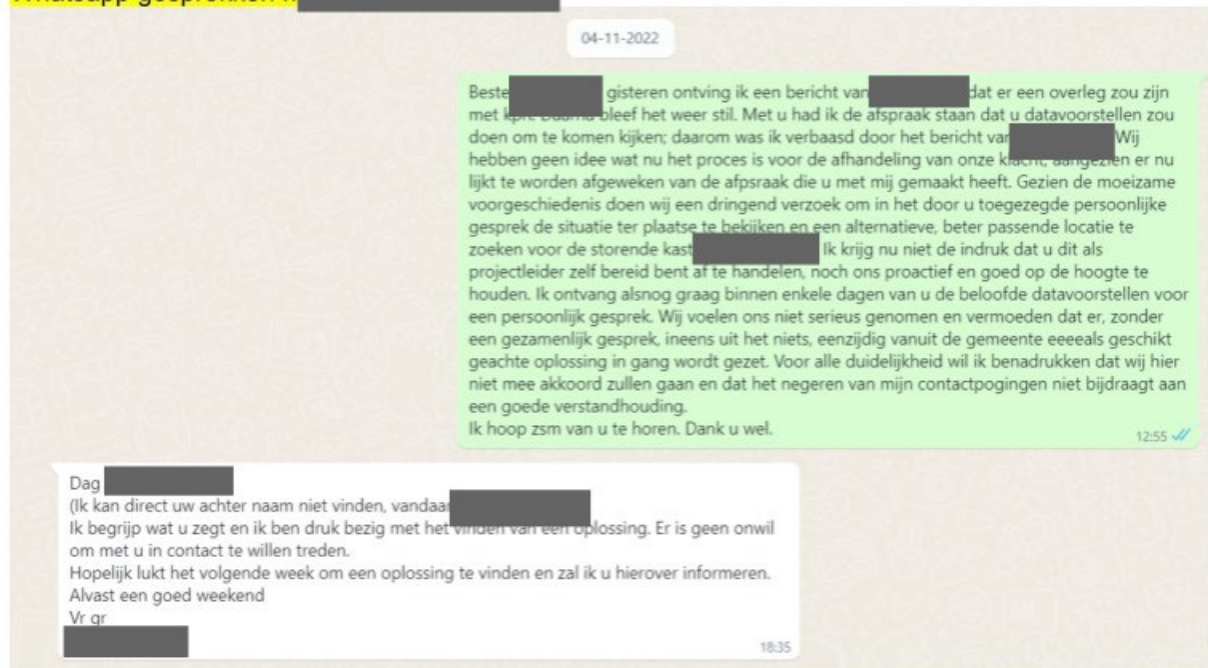 Whatsapp gesprekken
04-11-2022
Beste gisteren ontving ik een bericht van dat er een overleg zou zijn
met kpn. Daarna bleef het weer stil. Met u had ik de afspraak staan dat u datavoorstellen zou
doen om te komen kijken; daarom was ik verbaasd door het bericht van Wij
hebben geen idee wat nu het proces is voor de afhandeling van onze klacht, aangezien er nu
lijkt te worden afgeweken van de afpsraak die u met mij gemaakt heeft. Gezien de moeizame
voorgeschiedenis doen wij een dringend verzoek om in het door u toegezegde persoonlijke
gesprek de situatie ter plaatse te bekijken en een alternatieve, beter passende locatie te
zoeken voor de storende kast Ik krijg nu niet de indruk dat u dit als
projectleider zelf bereid bent af te handelen, noch ons proactief en goed op de hoogte te
houden. Ik ontvang alsnog graag binnen enkele dagen van u de beloofde datavoorstellen voor
een persoonlijk gesprek. Wij voelen ons niet serieus genomen en vermoeden dat er, zonder
een gezamenlijk gesprek, ineens uit het niets, eenzijdig vanuit de gemeente eeeeals geschikt
geachte oplossing in gang wordt gezet. Voor alle duidelijkheid wil ik benadrukken dat wij hier
niet mee akkoord zullen gaan en dat het negeren van mijn contactpogingen niet bijdraagt aan
een goede verstandhouding.
Ik hoop zsm van u te horen. Dank u wel.
12:55
Dag
(Ik kan direct uw achter naam niet vinden, vandaar
Ik begrijp wat u zegt en ik ben druk bezig met het vinden van een oplossing. Er is geen onwil
om met u in contact te willen treden.
Hopelijk lukt het volgende week om een oplossing te vinden en zal ik u hierover informeren.
Alvast een goed weekend
Vr gr
18:35